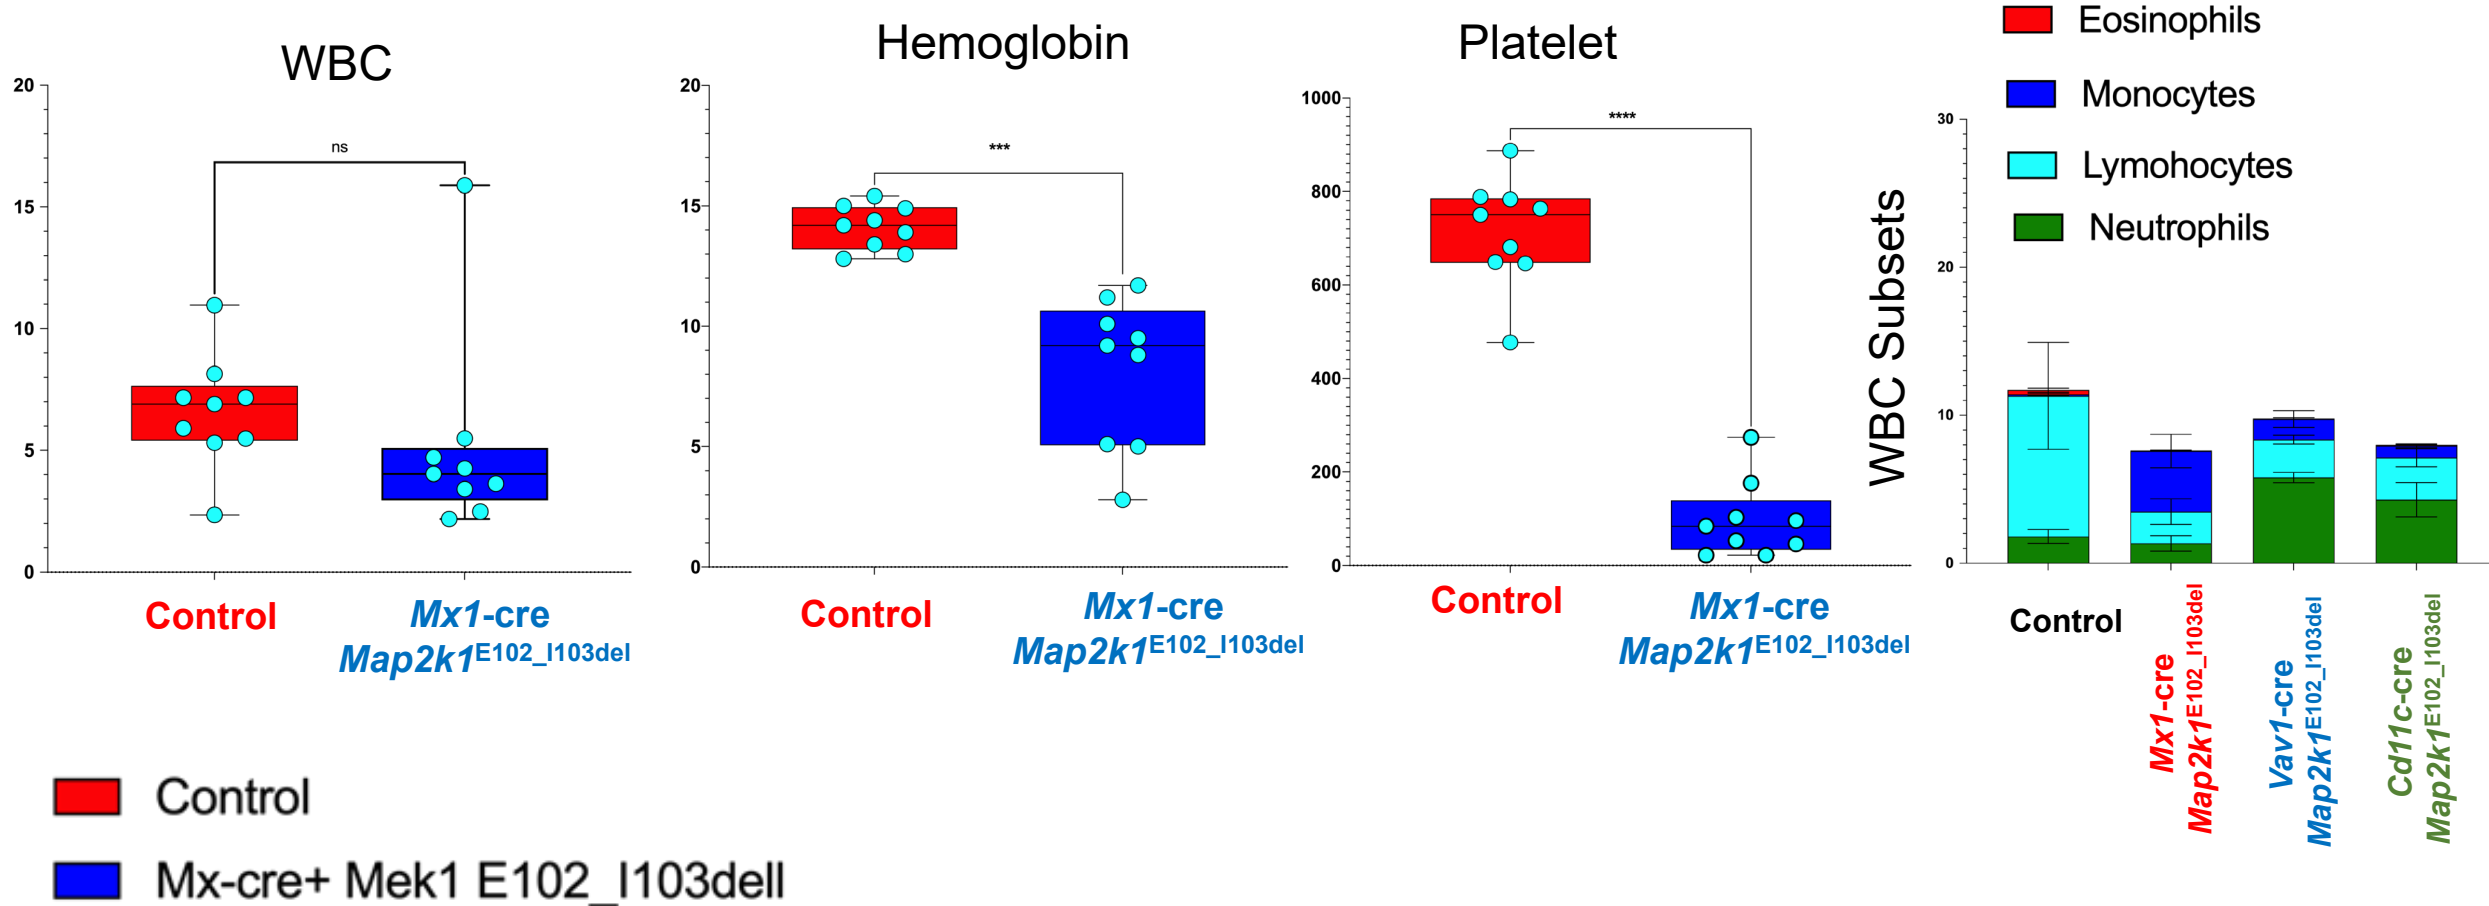 WBC
20
15
10
5
0
ns
Control
Mx1-cre
Map2k1E102_I103del
Hemoglobin
20
15
10
5
0
***
Control
Mx1-cre
Map2k1E102_I103del
Platelet
1000
800
600
400
200
0
****
Control
Mx1-cre
Map2k1E102_I103del
Eosinophils
Monocytes
Lymohocytes
Neutrophils
WBC Subsets
30
20
10
0
Control
Mx1-cre
Map2k1E102_I103del
Vav1-cre
Map2k1E102_I103del
Cd11c-cre
Map2k1E102_I103del
Control
Mx-cre+ Mek1 E102_I103dell